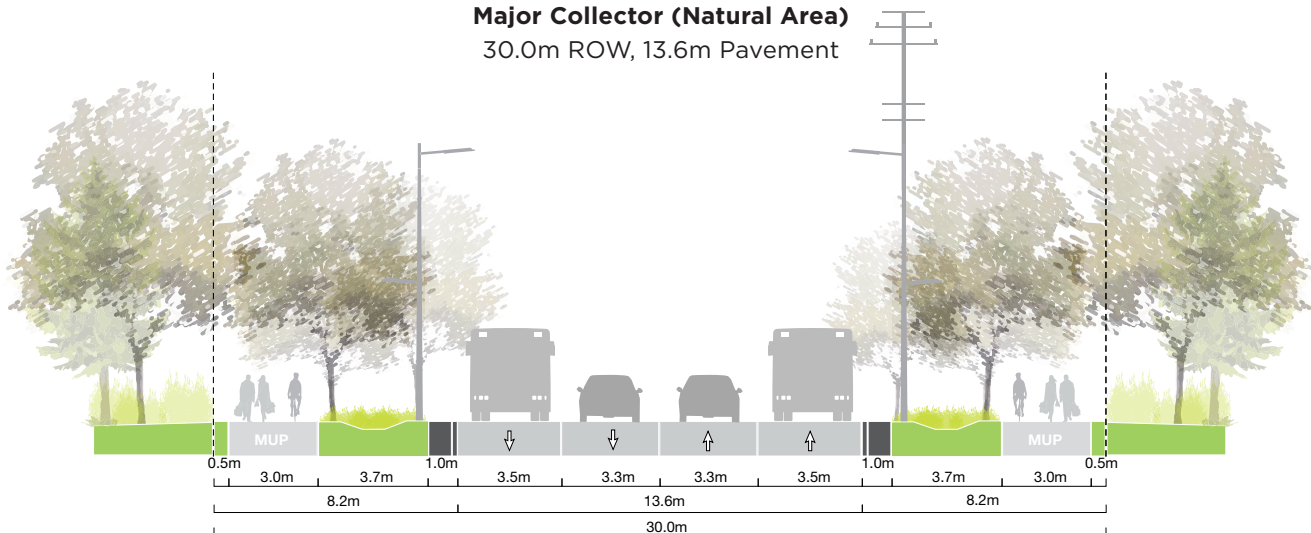 Major Collector (Natural Area)
30.0m ROW, 13.6m Pavement
MUP MUP
0.5m 1.0m 1.0m 0.5m
3.0m 3.7m 3.5m 3.3m 3.3m 3.5m 3.7m 3.0m
8.2m 13.6m 8.2m
30.0m